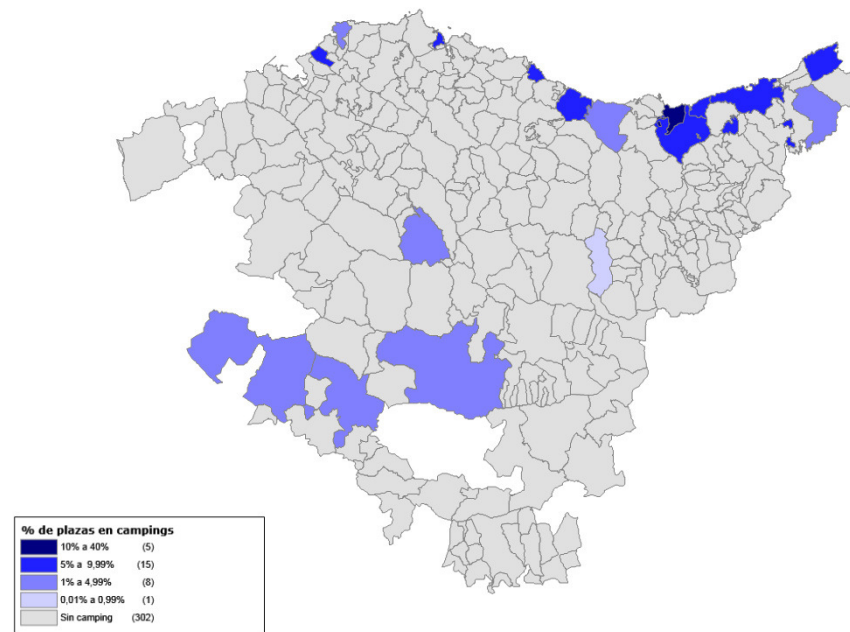 % de plazas en campings
10% a 40% (5)
5% a 9,99% (15)
1% a 4,99% (8)
0,01% a 0,99% (1)
Sin camping (302)